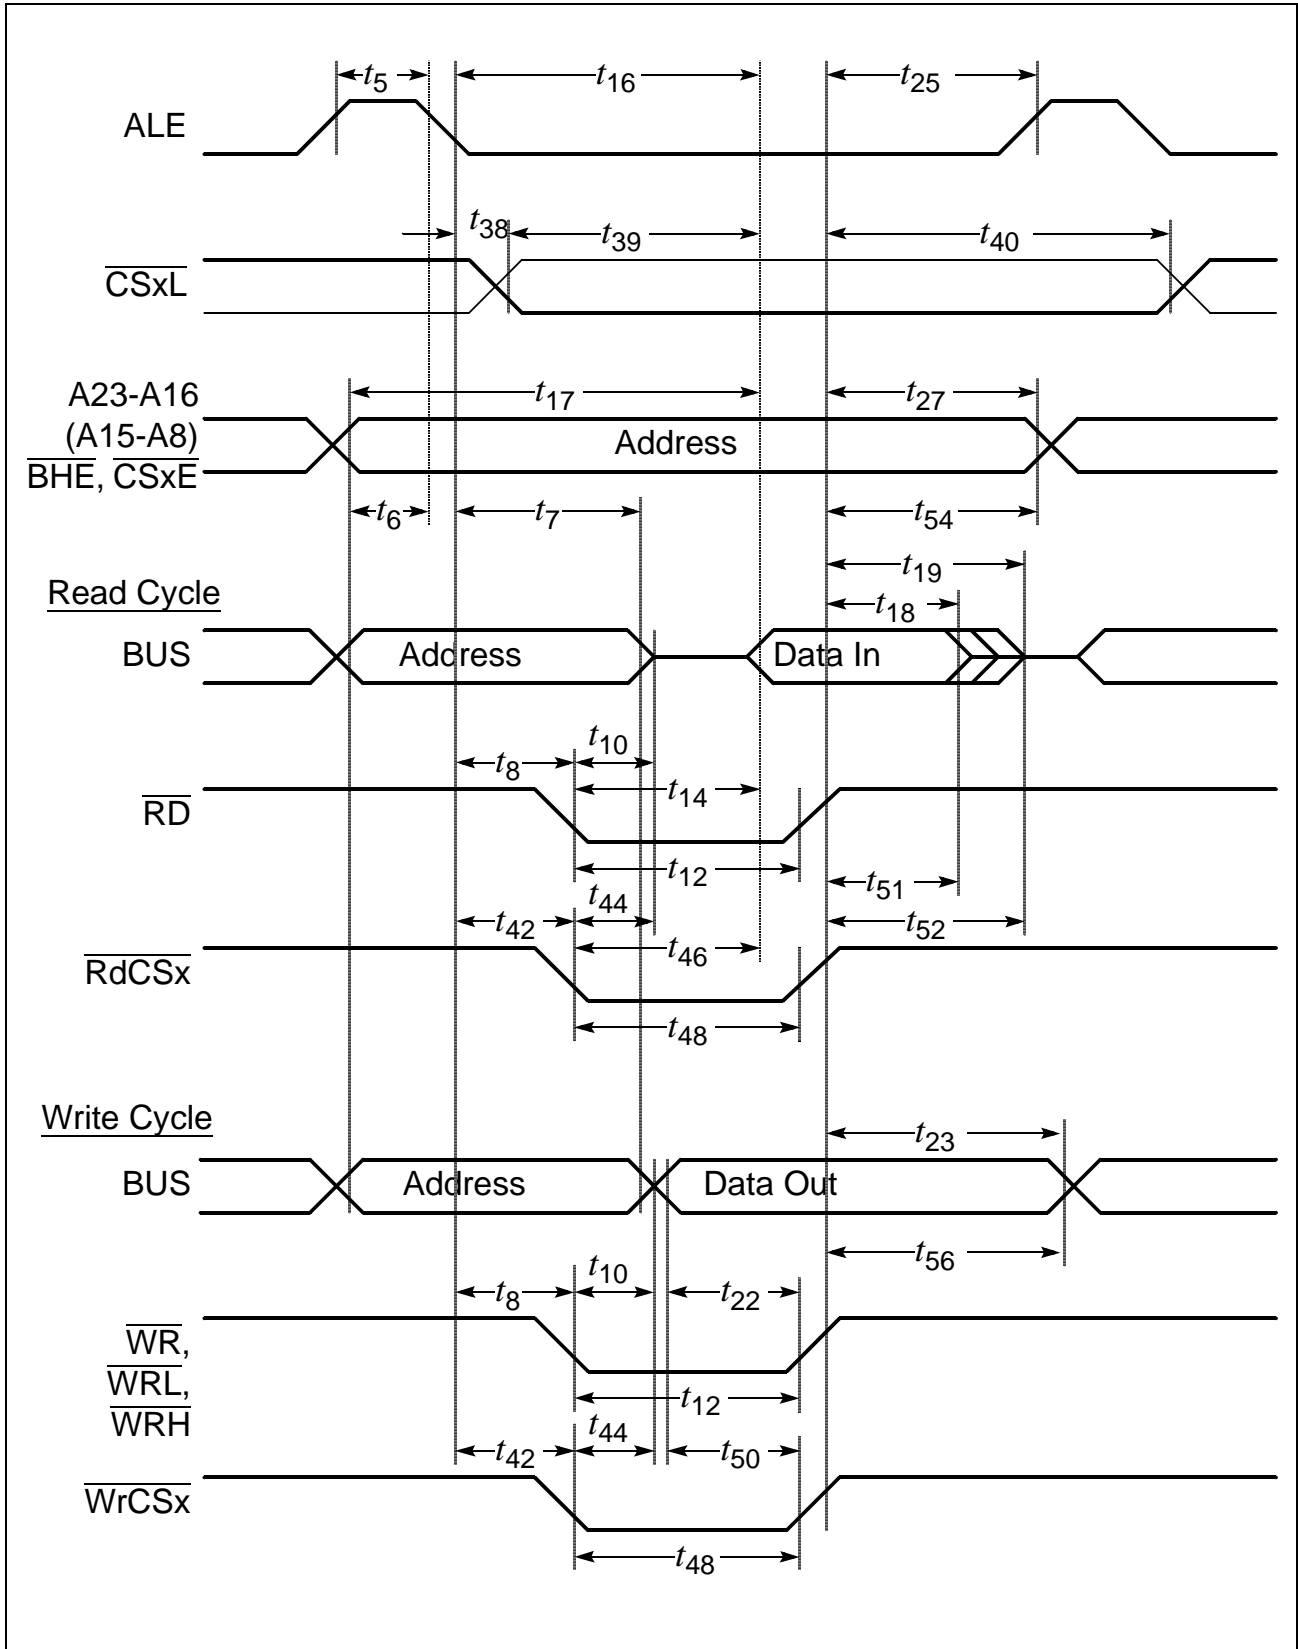 t5 t16 t25
ALE
t38 t39 t40
CSxL
A23-A16 t17 t27
(A15-A8) Address
BHE, CSxE
t6 t7 t54
t19
Read Cycle t18
BUS Address Data In
t10
t8
t14
RD
t12
t51
t44
t42 t52
t46
RdCSx
t48
Write Cycle
t23
BUS Address Data Out
t56
t10
t8 t22
WR,
WRL,
t12
WRH
t44
t42 t50
WrCSx
t48